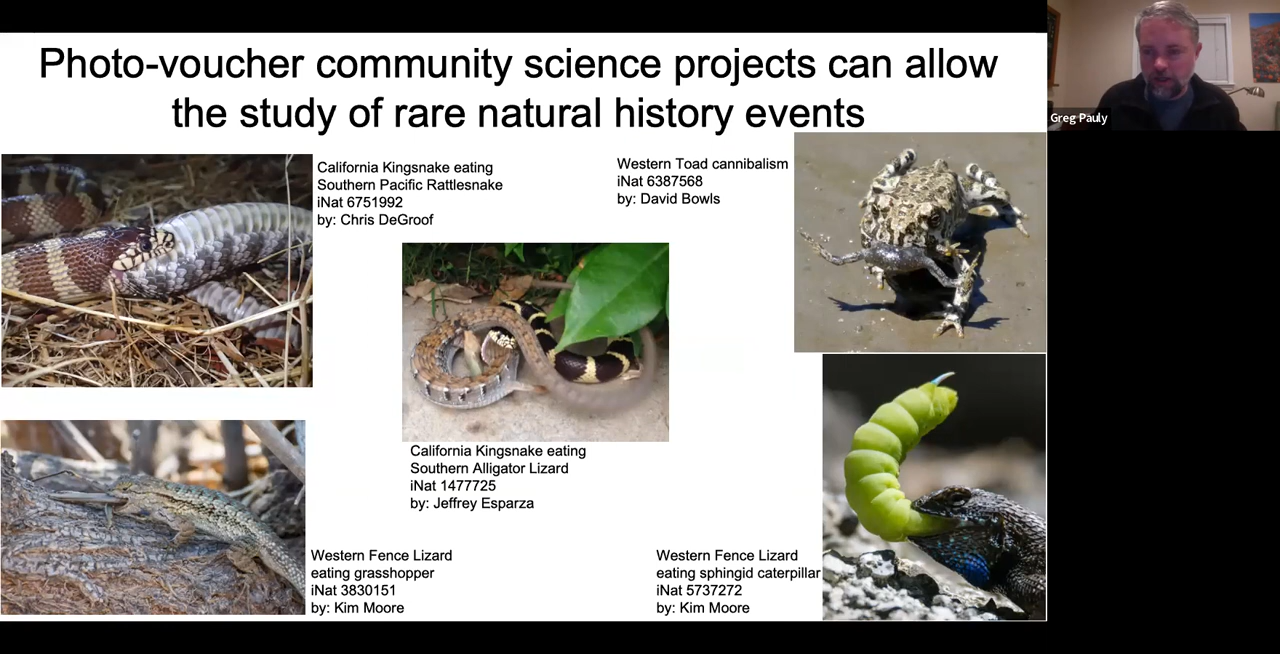 Photo-voucher community science projects can allow
the study of rare natural history events
Greg Pauly
California Kingsnake eating
Southern Pacific Rattlesnake
iNat 6751992
by: Chris DeGroof
Western Toad cannibalism
iNat 6387568
by: David Bowls
California Kingsnake eating
Southern Alligator Lizard
iNat 1477725
by: Jeffrey Esparza
Western Fence Lizard
eating grasshopper
iNat 3830151
by: Kim Moore
Western Fence Lizard
eating sphingid caterpillar
iNat 5737272
by: Kim Moore